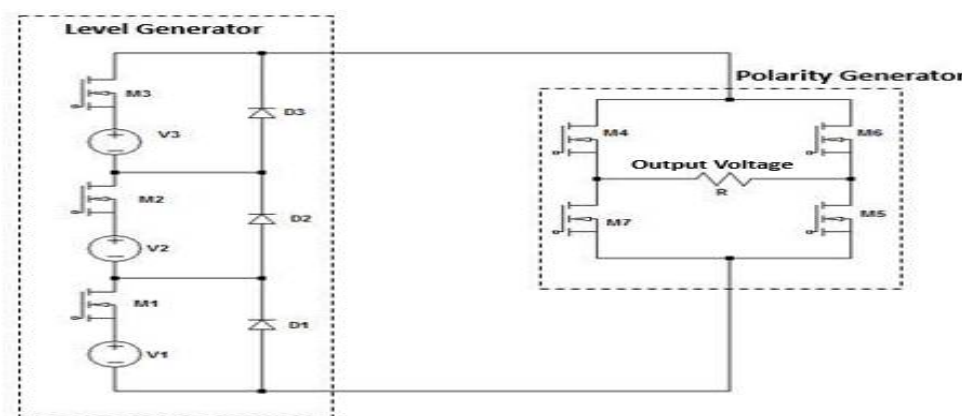 Level Generator
M3
D3
V3
M2
D2
V2
M1
D1
V1
Polarity Generator
M4
M6
Output Voltage
R
M7
M5